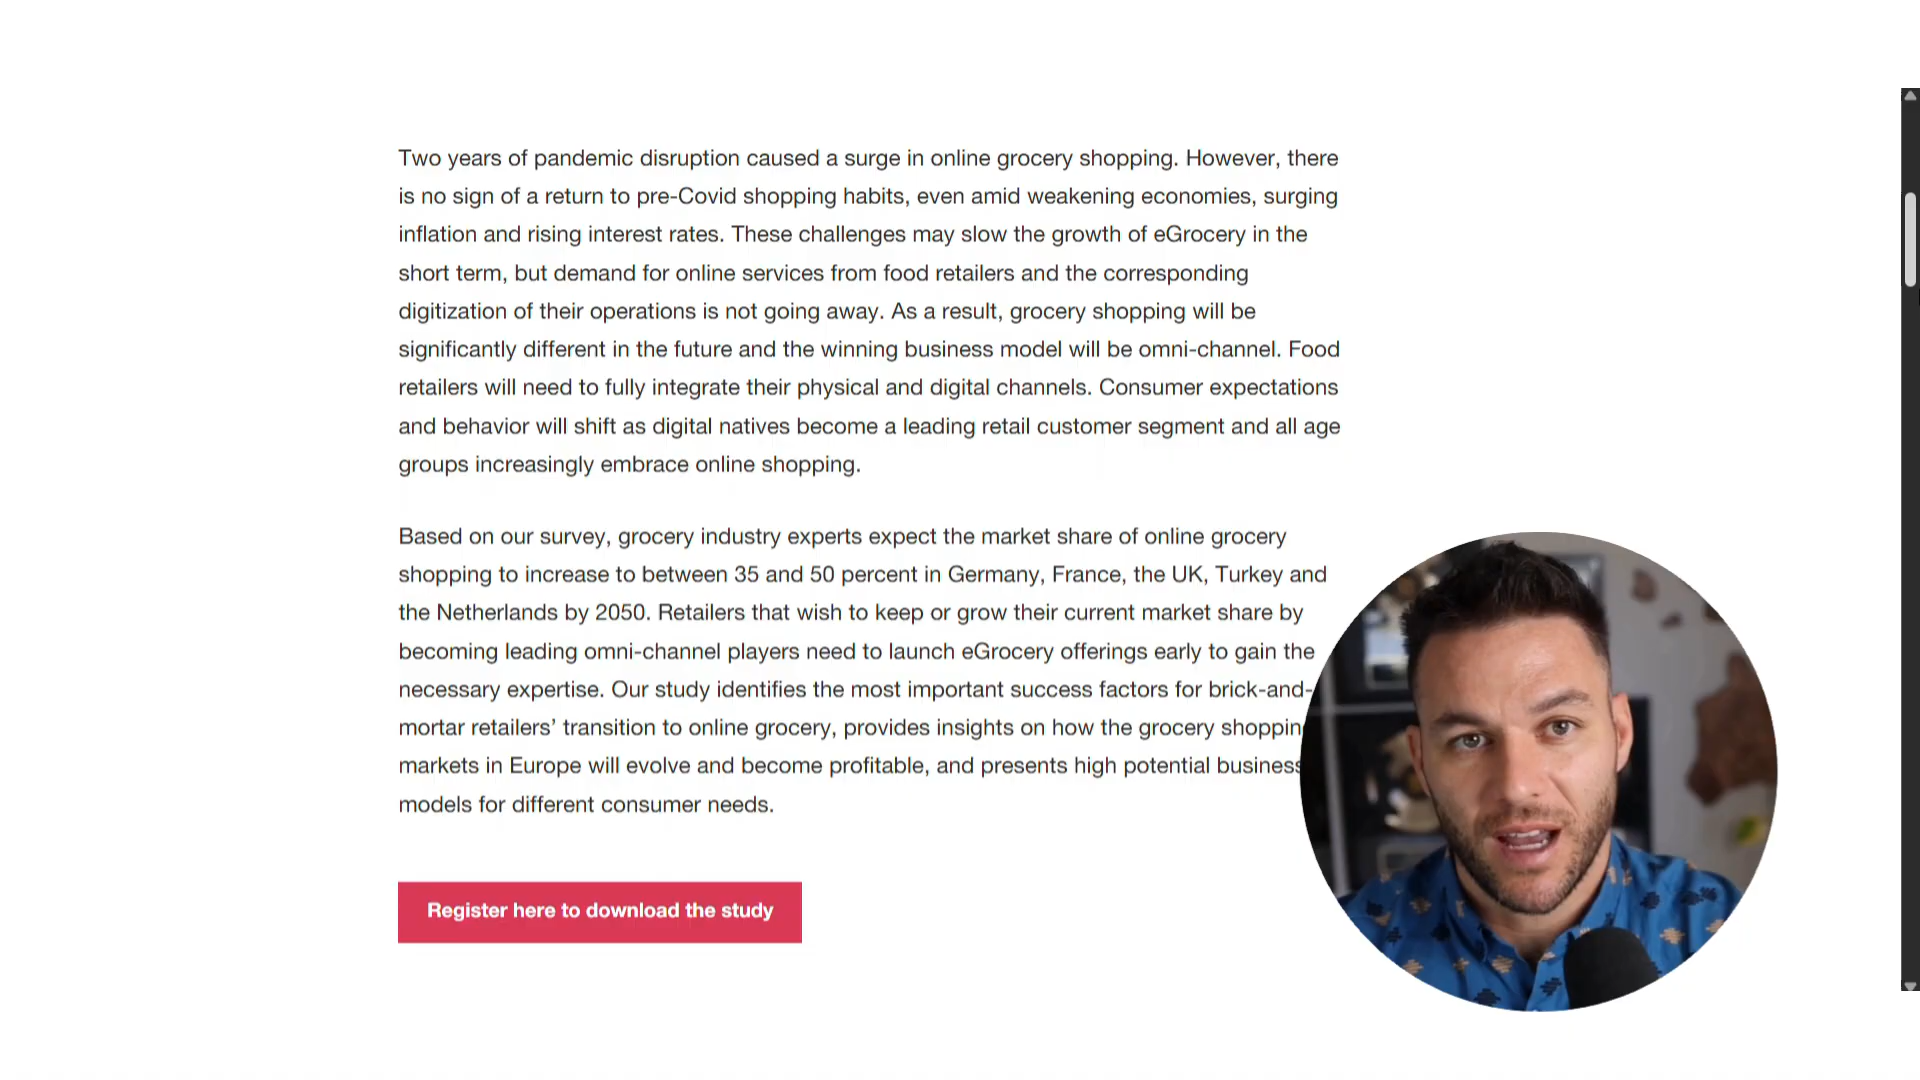 Two years of pandemic disruption caused a surge in online grocery shopping. However, there
is no sign of a return to pre-Covid shopping habits, even amid weakening economies, surging
inflation and rising interest rates. These challenges may slow the growth of eGrocery in the
short term, but demand for online services from food retailers and the corresponding
digitization of their operations is not going away. As a result, grocery shopping will be
significantly different in the future and the winning business model will be omni-channel. Food
retailers will need to fully integrate their physical and digital channels. Consumer expectations
and behavior will shift as digital natives become a leading retail customer segment and all age
groups increasingly embrace online shopping.
Based on our survey, grocery industry experts expect the market share of online grocery
shopping to increase to between 35 and 50 percent in Germany, France, the UK, Turkey and
the Netherlands by 2050. Retailers that wish to keep or grow their current market share by
becoming leading omni-channel players need to launch eGrocery offerings early to gain the
necessary expertise. Our study identifies the most important success factors for brick-and-
mortar retailers’ transition to online grocery, provides insights on how the grocery shoppin
markets in Europe will evolve and become profitable, and presents high potential business
models for different consumer needs.
Register here to download the study